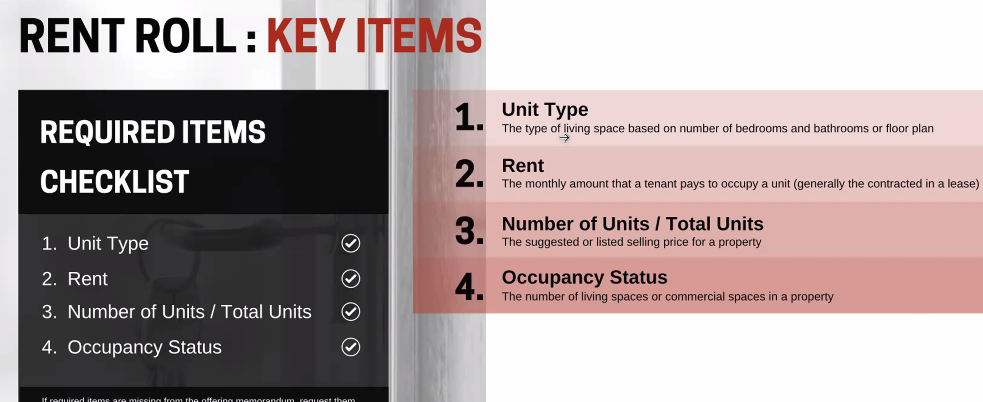 RENT ROLL : KEY ITEMS
REQUIRED ITEMS
CHECKLIST
1. Unit Type
2. Rent
3. Number of Units / Total Units
4. Occupancy Status
If required items are missing from the offering memorandum, request them
1. Unit Type
The type of living space based on number of bedrooms and bathrooms or floor plan
2. Rent
The monthly amount that a tenant pays to occupy a unit (generally the contracted in a lease)
3. Number of Units / Total Units
The suggested or listed selling price for a property
4. Occupancy Status
The number of living spaces or commercial spaces in a property